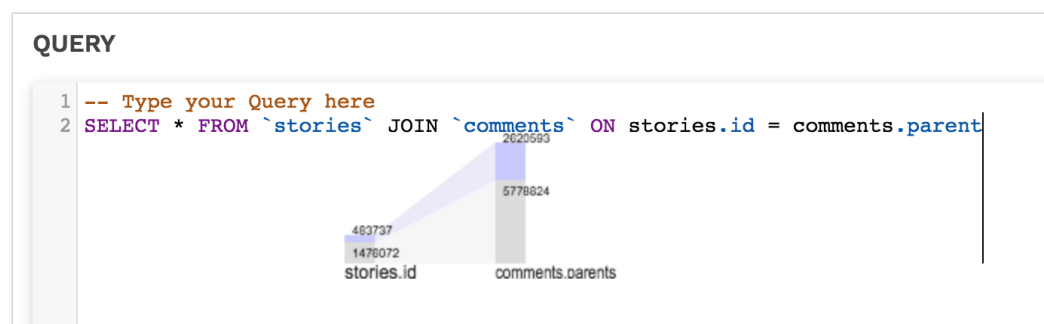 QUERY
1 -- Type your Query here
2 SELECT * FROM `stories` JOIN `comments` ON stories.id = comments.parent
2620593
5778824
483737
1476072
stories.id comments.parents